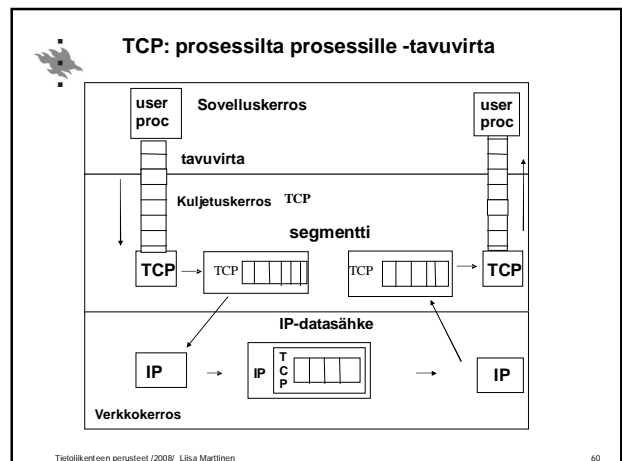 TCP: prosessilta prosessille -tavuvirta
user
proc
Sovelluskerros
user
proc
tavuvirta
Kuljetuskerros TCP
segmentti
TCP
TCP
TCP
TCP
IP-datasähke
IP
IP
T
C
P
IP
Verkkokerros
Tietoliikenteen perusteet /2008/ Liisa Marttinen
60